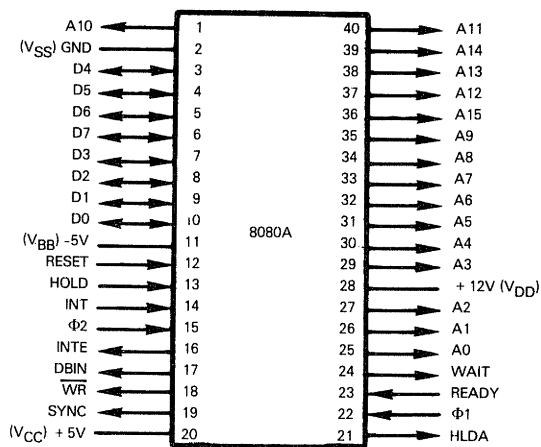 A10 1 40 A11
(VSS) GND 2 39 A14
D4 3 38 A13
D5 4 37 A12
D6 5 36 A15
D7 6 35 A9
D3 7 34 A8
D2 8 33 A7
D1 9 32 A6
D0 10 31 A5
8080A
(VBB) -5V 11 30 A4
RESET 12 29 A3
HOLD 13 28 + 12V (VDD)
INT 14 27 A2
Φ2 15 26 A1
INTE 16 25 A0
DBIN 17 24 WAIT
W̅R̅ 18 23 READY
SYNC 19 22 Φ1
(VCC) + 5V 20 21 HLDA